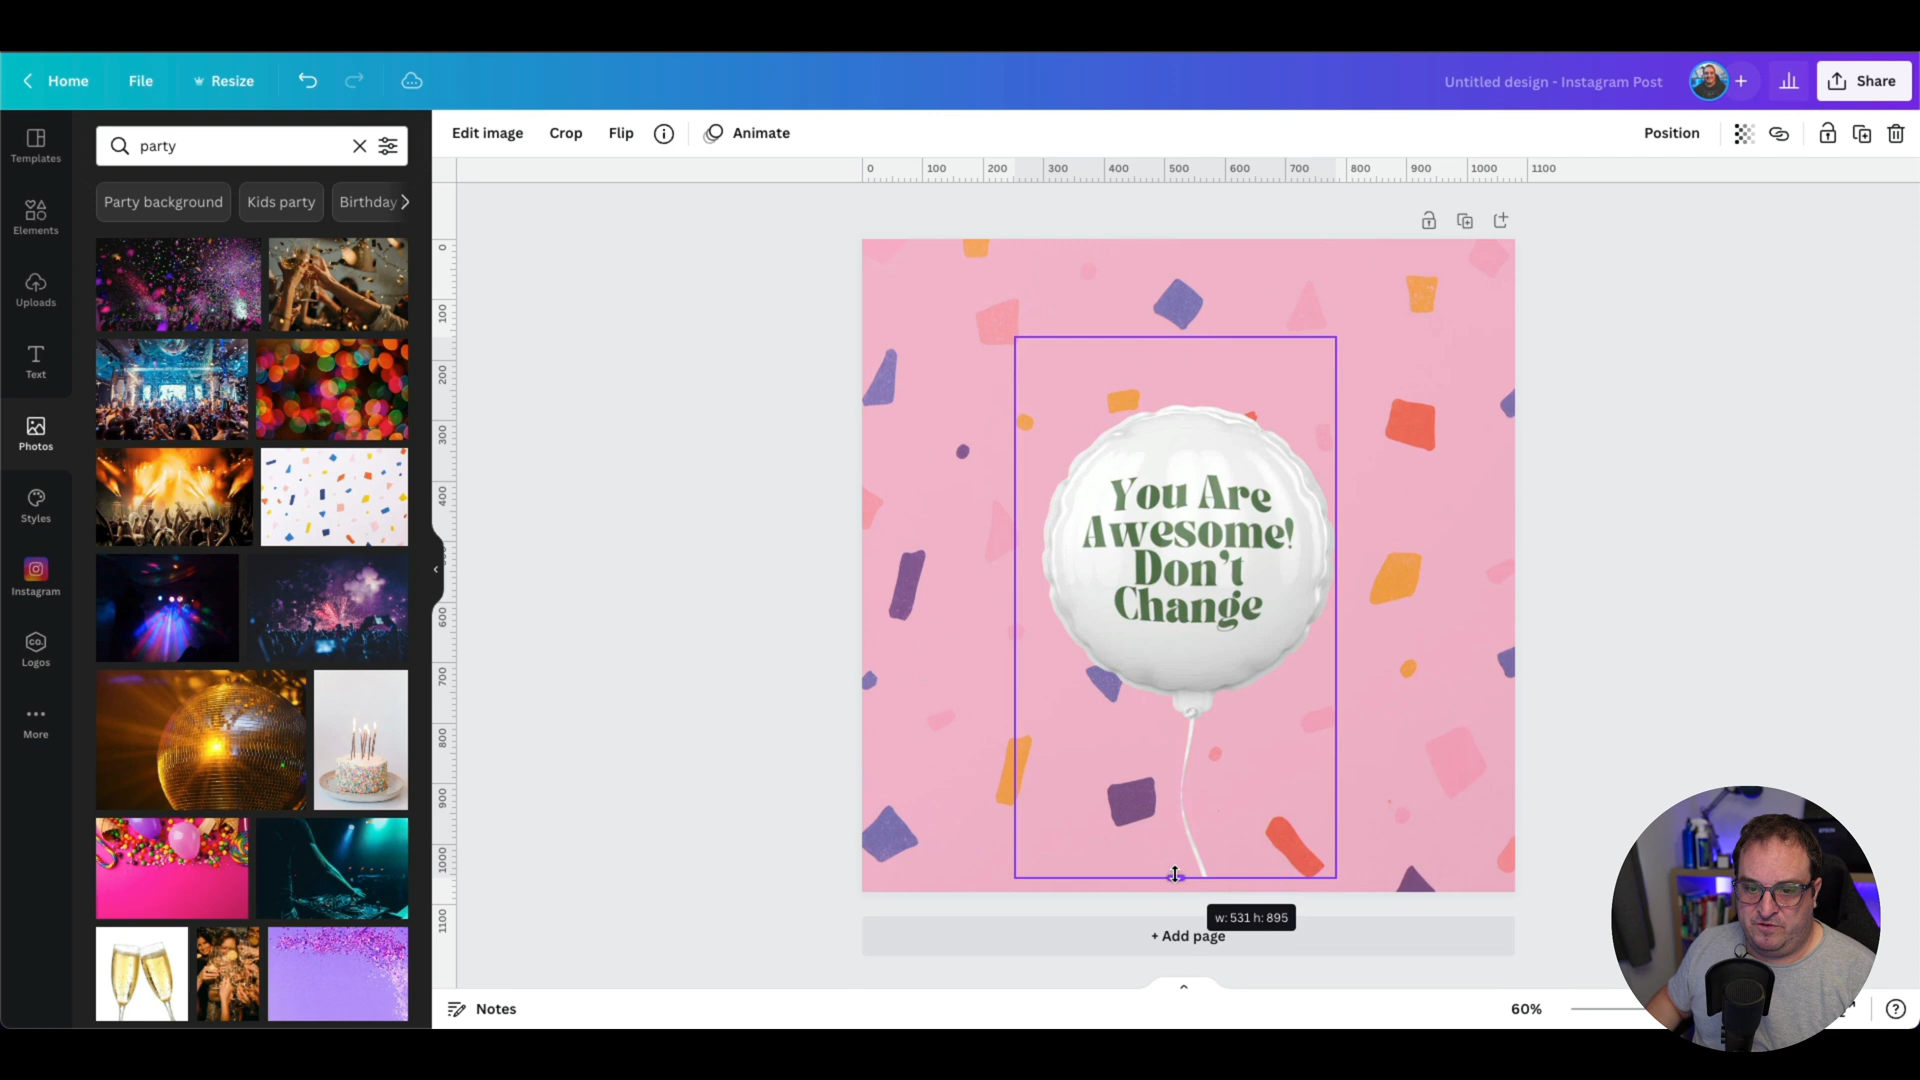 Home
File
Resize
Untitled design - Instagram Post
Share
party
Party background
Kids party
Birthday
Templates
Elements
Uploads
Text
Photos
Styles
Instagram
CO.
Logos
More
Edit image
Crop
Flip
Animate
Position
0 100 200 300 400 500 600 700 800 900 1000 1100
0
100
200
300
400
600
700
800
900
1000
1100
You Are
Awesome!
Don't
Change
w: 531 h: 895
+ Add page
Notes
60%